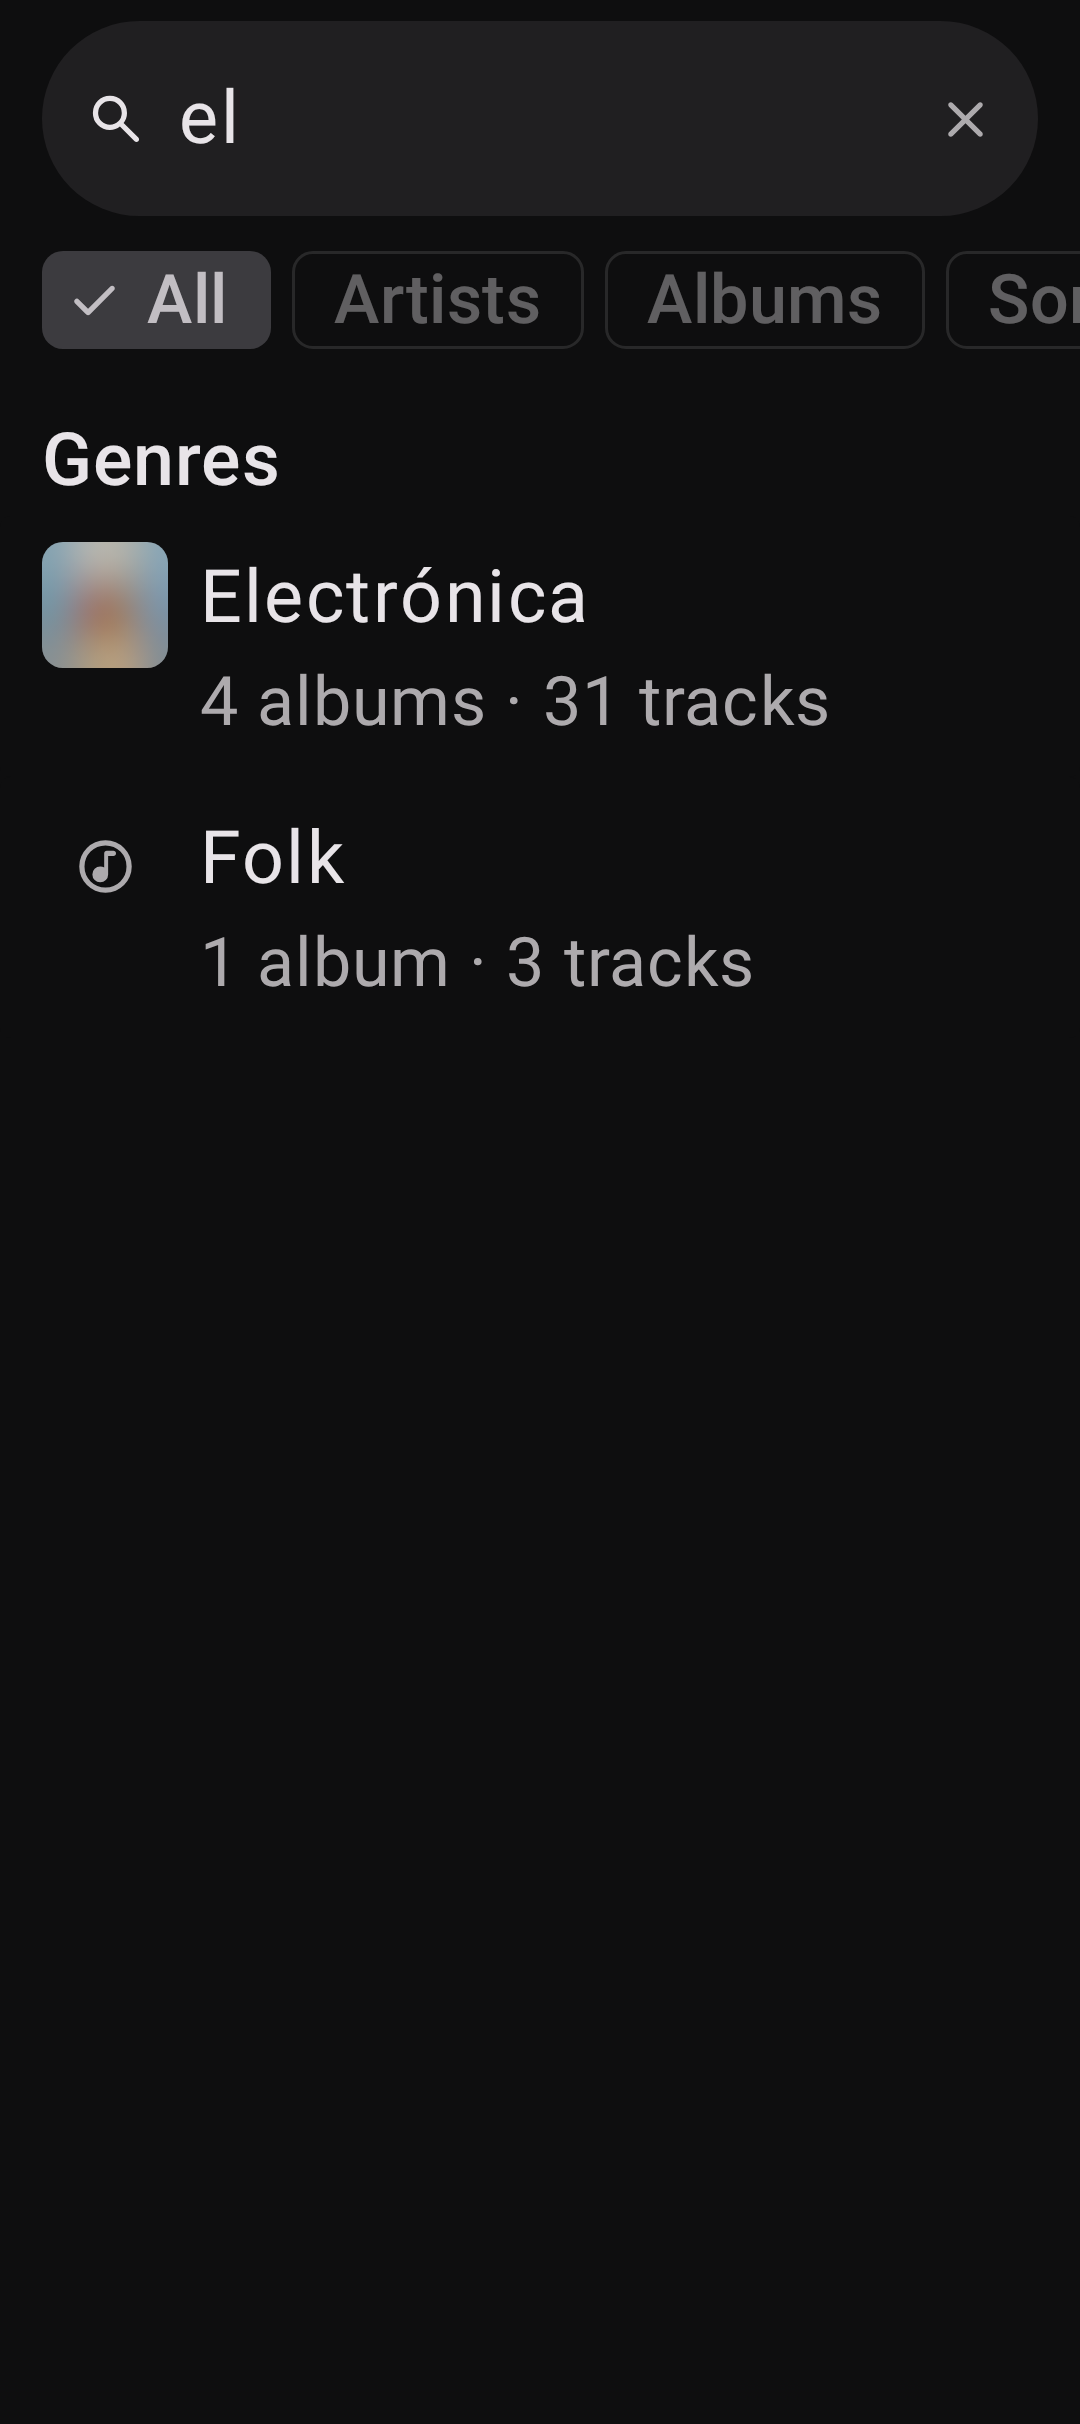 el
All Artists Albums
Genres
Electrónica
4 albums · 31 tracks
Folk
1 album · 3 tracks